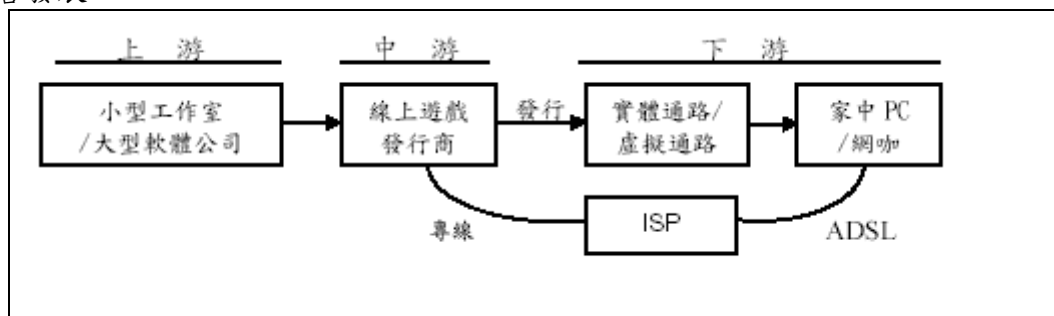 上 游 中 游 下 游
小型工作室
/大型軟體公司
線上遊戲
發行商
發行
實體通路/
虛擬通路
家中 PC
/網咖
專線
ISP
ADSL